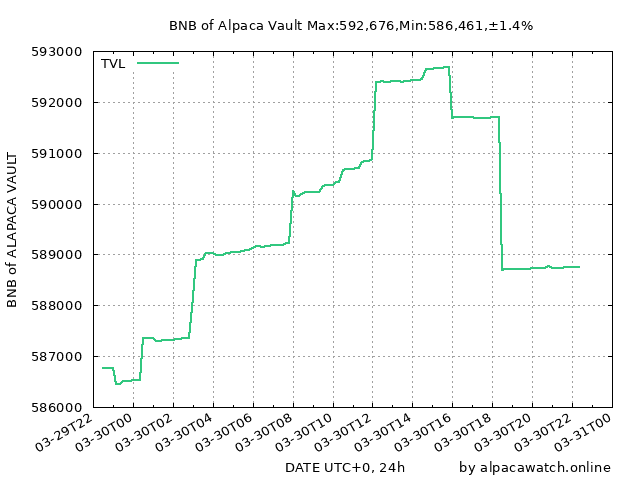 BNB of Alpaca Vault Max:592,676,Min:586,461,±1.4%
TVL
593000
592000
591000
590000
589000
588000
587000
586000
BNB of ALAPACA VAULT
03-29T22
03-30T00
03-30T02
03-30T04
03-30T06
03-30T08
03-30T10
03-30T12
03-30T14
03-30T16
03-30T18
03-30T20
03-30T22
03-31T00
DATE UTC+0, 24h
by alpacawatch.online